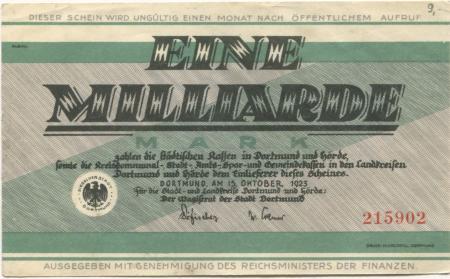 DIESER SCHEIN WIRD UNGÜLTIG EINEN MONAT NACH ÖFFENTLICHEM AUFRUF
9,-
EINE
MILLIARDE
MARK
zahlen die städtischen Kassen in Dortmund und Hörde,
sowie die Kreiskommunal-, Stadt-, Amts-, Spar- und Gemeindekassen in den Landkreisen
Dortmund und Hörde dem Einlieferer dieses Scheines.
DORTMUND, AM 15. OKTOBER 1923
Für die Stadt- und Landkreise Dortmund und Hörde:
Der Magistrat der Stadt Dortmund
215902
AUSGEGEBEN MIT GENEHMIGUNG DES REICHSMINISTERS DER FINANZEN.